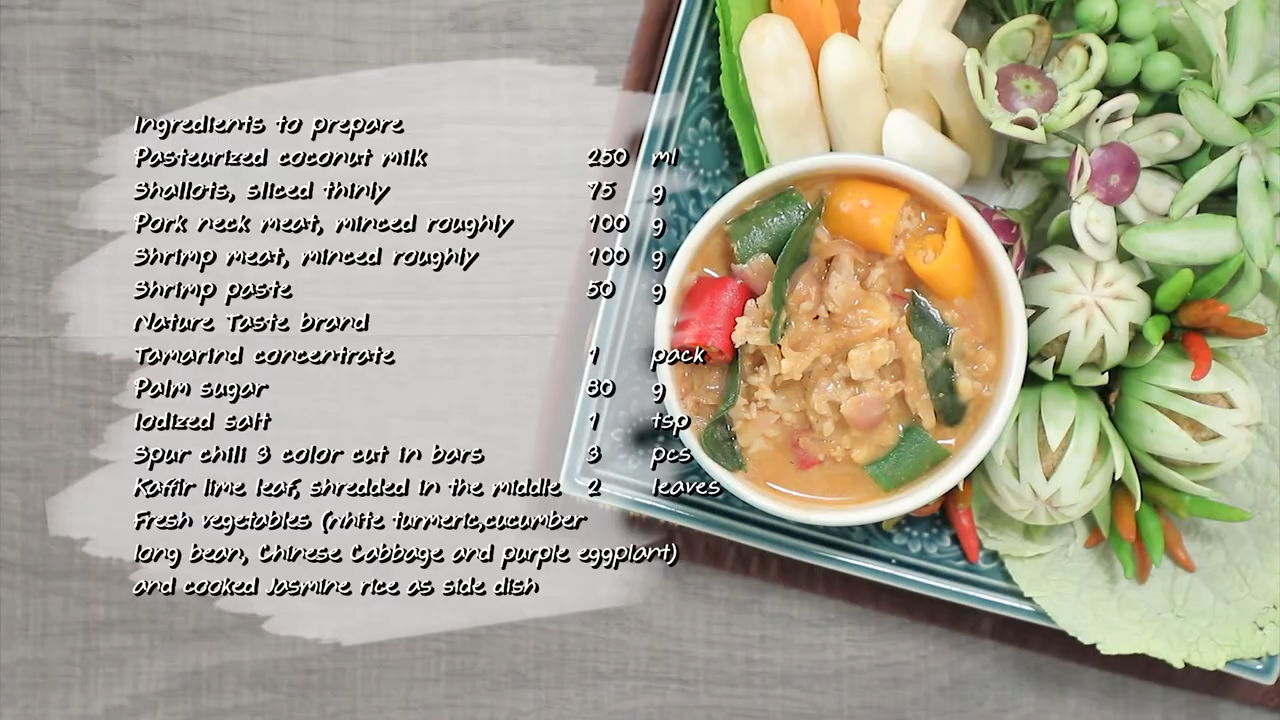 Ingredients to prepare
Pasteurized coconut milk 250 ml
Shallots, sliced thinly 75 g
Pork neck meat, minced roughly 100 g
Shrimp meat, minced roughly 100 g
Shrimp paste 50 g
Nature Taste brand
Tamarind concentrate 1 pack
Palm sugar 80 g
Iodized salt 1 tsp
Spur chili 3 color cut in bars 3 pcs
Kaffir lime leaf, shredded in the middle 2 leaves
Fresh vegetables (white turmeric,cucumber
long bean, Chinese Cabbage and purple eggplant)
and cooked Jasmine rice as side dish